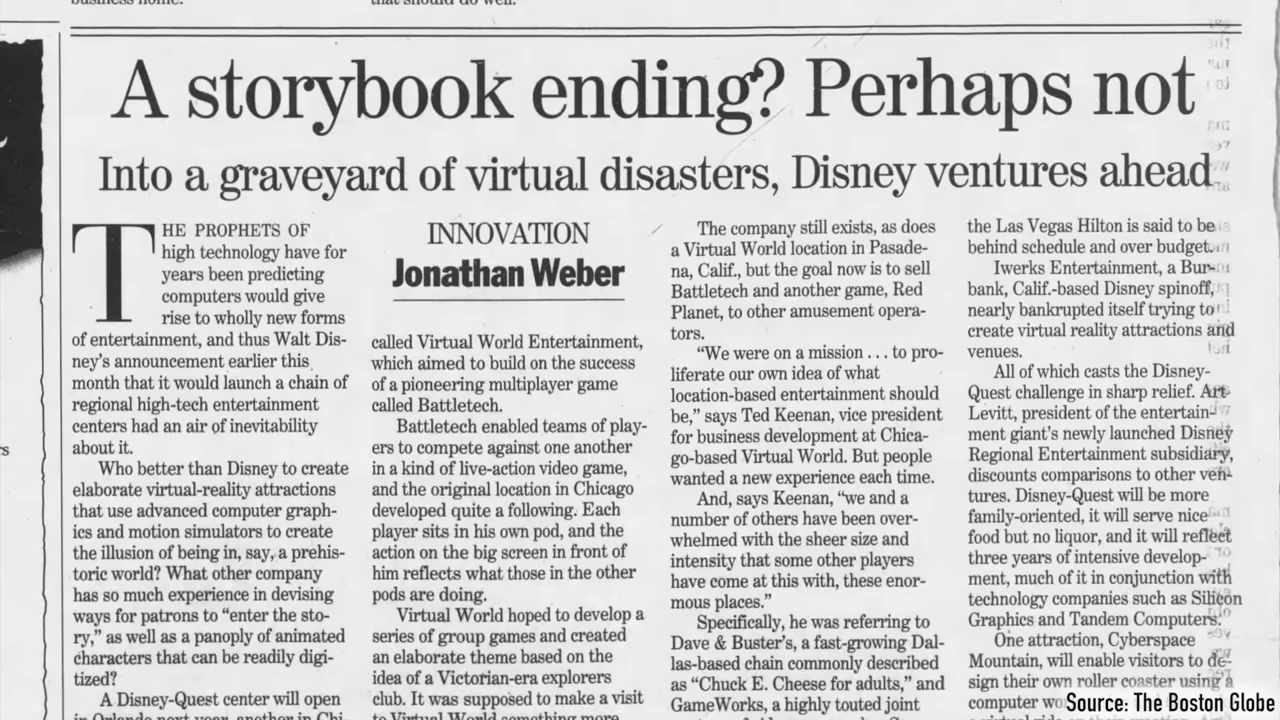 that should do well.
A storybook ending? Perhaps not
Into a graveyard of virtual disasters, Disney ventures ahead
THE PROPHETS OF
high technology have for
years been predicting
computers would give
rise to wholly new forms
of entertainment, and thus Walt Dis-
ney's announcement earlier this
month that it would launch a chain of
regional high-tech entertainment
centers had an air of inevitability
about it.
Who better than Disney to create
elaborate virtual-reality attractions
that use advanced computer graph-
ics and motion simulators to create
the illusion of being in, say, a prehis-
toric world? What other company
has so much experience in devising
ways for patrons to “enter the sto-
ry,” as well as a panoply of animated
characters that can be readily digi-
tized?
A Disney-Quest center will open
in Orlando next year, another in Chi-
INNOVATION
Jonathan Weber
called Virtual World Entertainment,
which aimed to build on the success
of a pioneering multiplayer game
called Battletech.
Battletech enabled teams of play-
ers to compete against one another
in a kind of live-action video game,
and the original location in Chicago
developed quite a following. Each
player sits in his own pod, and the
action on the big screen in front of
him reflects what those in the other
pods are doing.
Virtual World hoped to develop a
series of group games and created
an elaborate theme based on the
idea of a Victorian-era explorers
club. It was supposed to make a visit
to Virtual World something more
The company still exists, as does
a Virtual World location in Pasade-
na, Calif., but the goal now is to sell
Battletech and another game, Red
Planet, to other amusement opera-
tors.
“We were on a mission . . . to pro-
liferate our own idea of what
location-based entertainment should
be,” says Ted Keenan, vice president
for business development at Chica-
go-based Virtual World. But people
wanted a new experience each time.
And, says Keenan, “we and a
number of others have been over-
whelmed with the sheer size and
intensity that some other players
have come at this with, these enor-
mous places.”
Specifically, he was referring to
Dave & Buster's, a fast-growing Dal-
las-based chain commonly described
as “Chuck E. Cheese for adults,” and
GameWorks, a highly touted joint
the Las Vegas Hilton is said to be
behind schedule and over budget.
Iwerks Entertainment, a Bur-
bank, Calif.-based Disney spinoff,
nearly bankrupted itself trying to
create virtual reality attractions and
venues.
All of which casts the Disney-
Quest challenge in sharp relief. Art
Levitt, president of the entertain-
ment giant's newly launched Disney
Regional Entertainment subsidiary,
discounts comparisons to other ven-
tures. Disney-Quest will be more
family-oriented, it will serve nice
food but no liquor, and it will reflect
three years of intensive develop-
ment, much of it in conjunction with
technology companies such as Silicon
Graphics and Tandem Computers.
One attraction, Cyberspace
Mountain, will enable visitors to de-
sign their own roller coaster using a
computer
Source: The Boston Globe